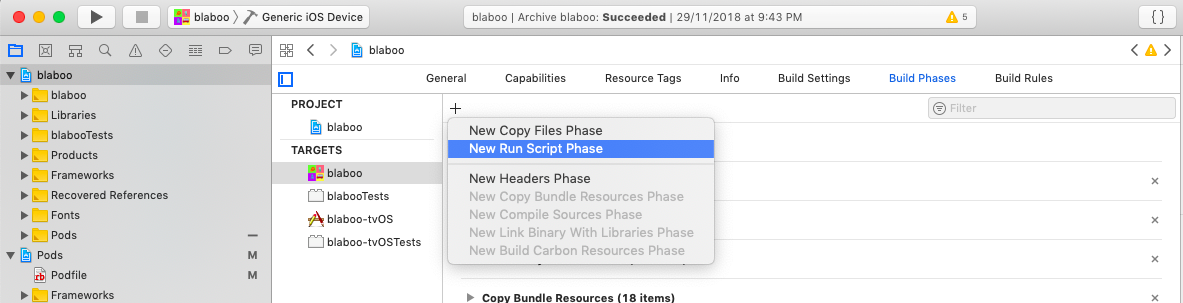 blaboo Generic iOS Device blaboo | Archive blaboo: Succeeded | 29/11/2018 at 9:43 PM 5 { }
blaboo
blaboo
General Capabilities Resource Tags Info Build Settings Build Phases Build Rules
blaboo
Libraries
blabooTests
Products
Frameworks
Recovered References
Fonts
Pods
Pods M
Podfile M
Frameworks
PROJECT
blaboo
TARGETS
blaboo
blabooTests
blaboo-tvOS
blaboo-tvOSTests
+ Filter
New Copy Files Phase
New Run Script Phase
New Headers Phase
New Copy Bundle Resources Phase
New Compile Sources Phase
New Link Binary With Libraries Phase
New Build Carbon Resources Phase
Copy Bundle Resources (18 items)